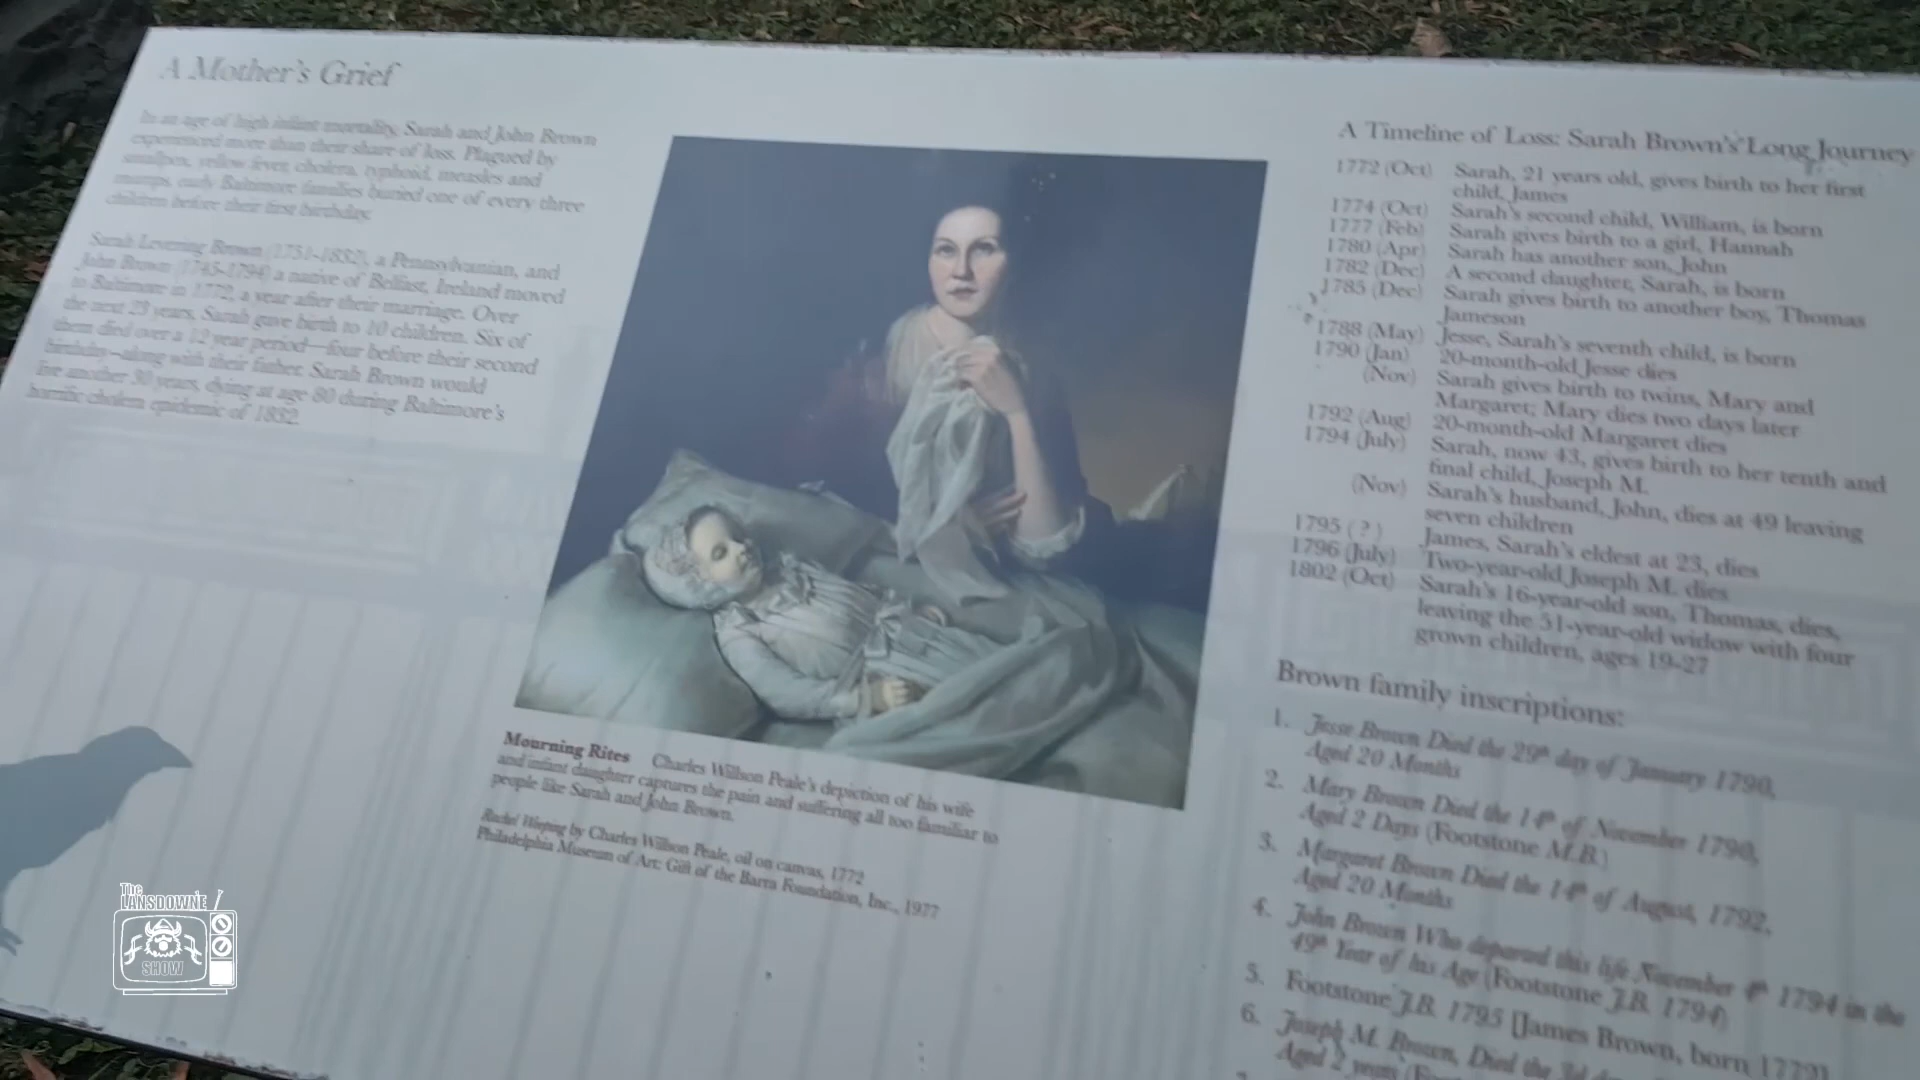 A Mother's Grief
In an age of high infant mortality, Sarah and John Brown
experienced more than their share of loss. Plagued by
smallpox, yellow fever, cholera, typhoid, measles and
mumps, early Baltimore families buried one of every three
children before their first birthday.
Sarah Levering Brown (1751-1832), a Pennsylvanian, and
John Brown (1745-1794) a native of Belfast, Ireland moved
to Baltimore in 1772, a year after their marriage. Over
the next 23 years, Sarah gave birth to 10 children. Six of
them died over a 12 year period—four before their second
birthday—along with their father. Sarah Brown would
live another 30 years, dying at age 80 during Baltimore's
horrific cholera epidemic of 1832.
Mourning Rites Charles Willson Peale's depiction of his wife
and infant daughter captures the pain and suffering all too familiar to
people like Sarah and John Brown.
Rachel Weeping by Charles Willson Peale, oil on canvas, 1772
Philadelphia Museum of Art: Gift of the Barra Foundation, Inc., 1977
A Timeline of Loss: Sarah Brown's Long Journey
1772 (Oct) Sarah, 21 years old, gives birth to her first
child, James
1774 (Oct) Sarah's second child, William, is born
1777 (Feb) Sarah gives birth to a girl, Hannah
1780 (Apr) Sarah has another son, John
1782 (Dec) A second daughter, Sarah, is born
1785 (Dec) Sarah gives birth to another boy, Thomas
Jameson
1788 (May) Jesse, Sarah's seventh child, is born
1790 (Jan) 20-month-old Jesse dies
(Nov) Sarah gives birth to twins, Mary and
Margaret; Mary dies two days later
1792 (Aug) 20-month-old Margaret dies
1794 (July) Sarah, now 43, gives birth to her tenth and
final child, Joseph M.
(Nov) Sarah's husband, John, dies at 49 leaving
seven children
1795 (?) James, Sarah's eldest at 23, dies
1796 (July) Two-year-old Joseph M. dies
1802 (Oct) Sarah's 16-year-old son, Thomas, dies,
leaving the 51-year-old widow with four
grown children, ages 19-27
Brown family inscriptions:
1. Jesse Brown Died the 29th day of January 1790,
Aged 20 Months
2. Mary Brown Died the 14th of November 1790,
Aged 2 Days (Footstone M.B.)
3. Margaret Brown Died the 14th of August, 1792,
Aged 20 Months
4. John Brown Who departed this life November 4th 1794 in the
49th Year of his Age (Footstone J.B. 1794)
5. Footstone J.B. 1795 [James Brown, born 1772]
6. Joseph M. Brown, Died the 3d
Aged 2 years
The
LANSDOWNE
SHOW